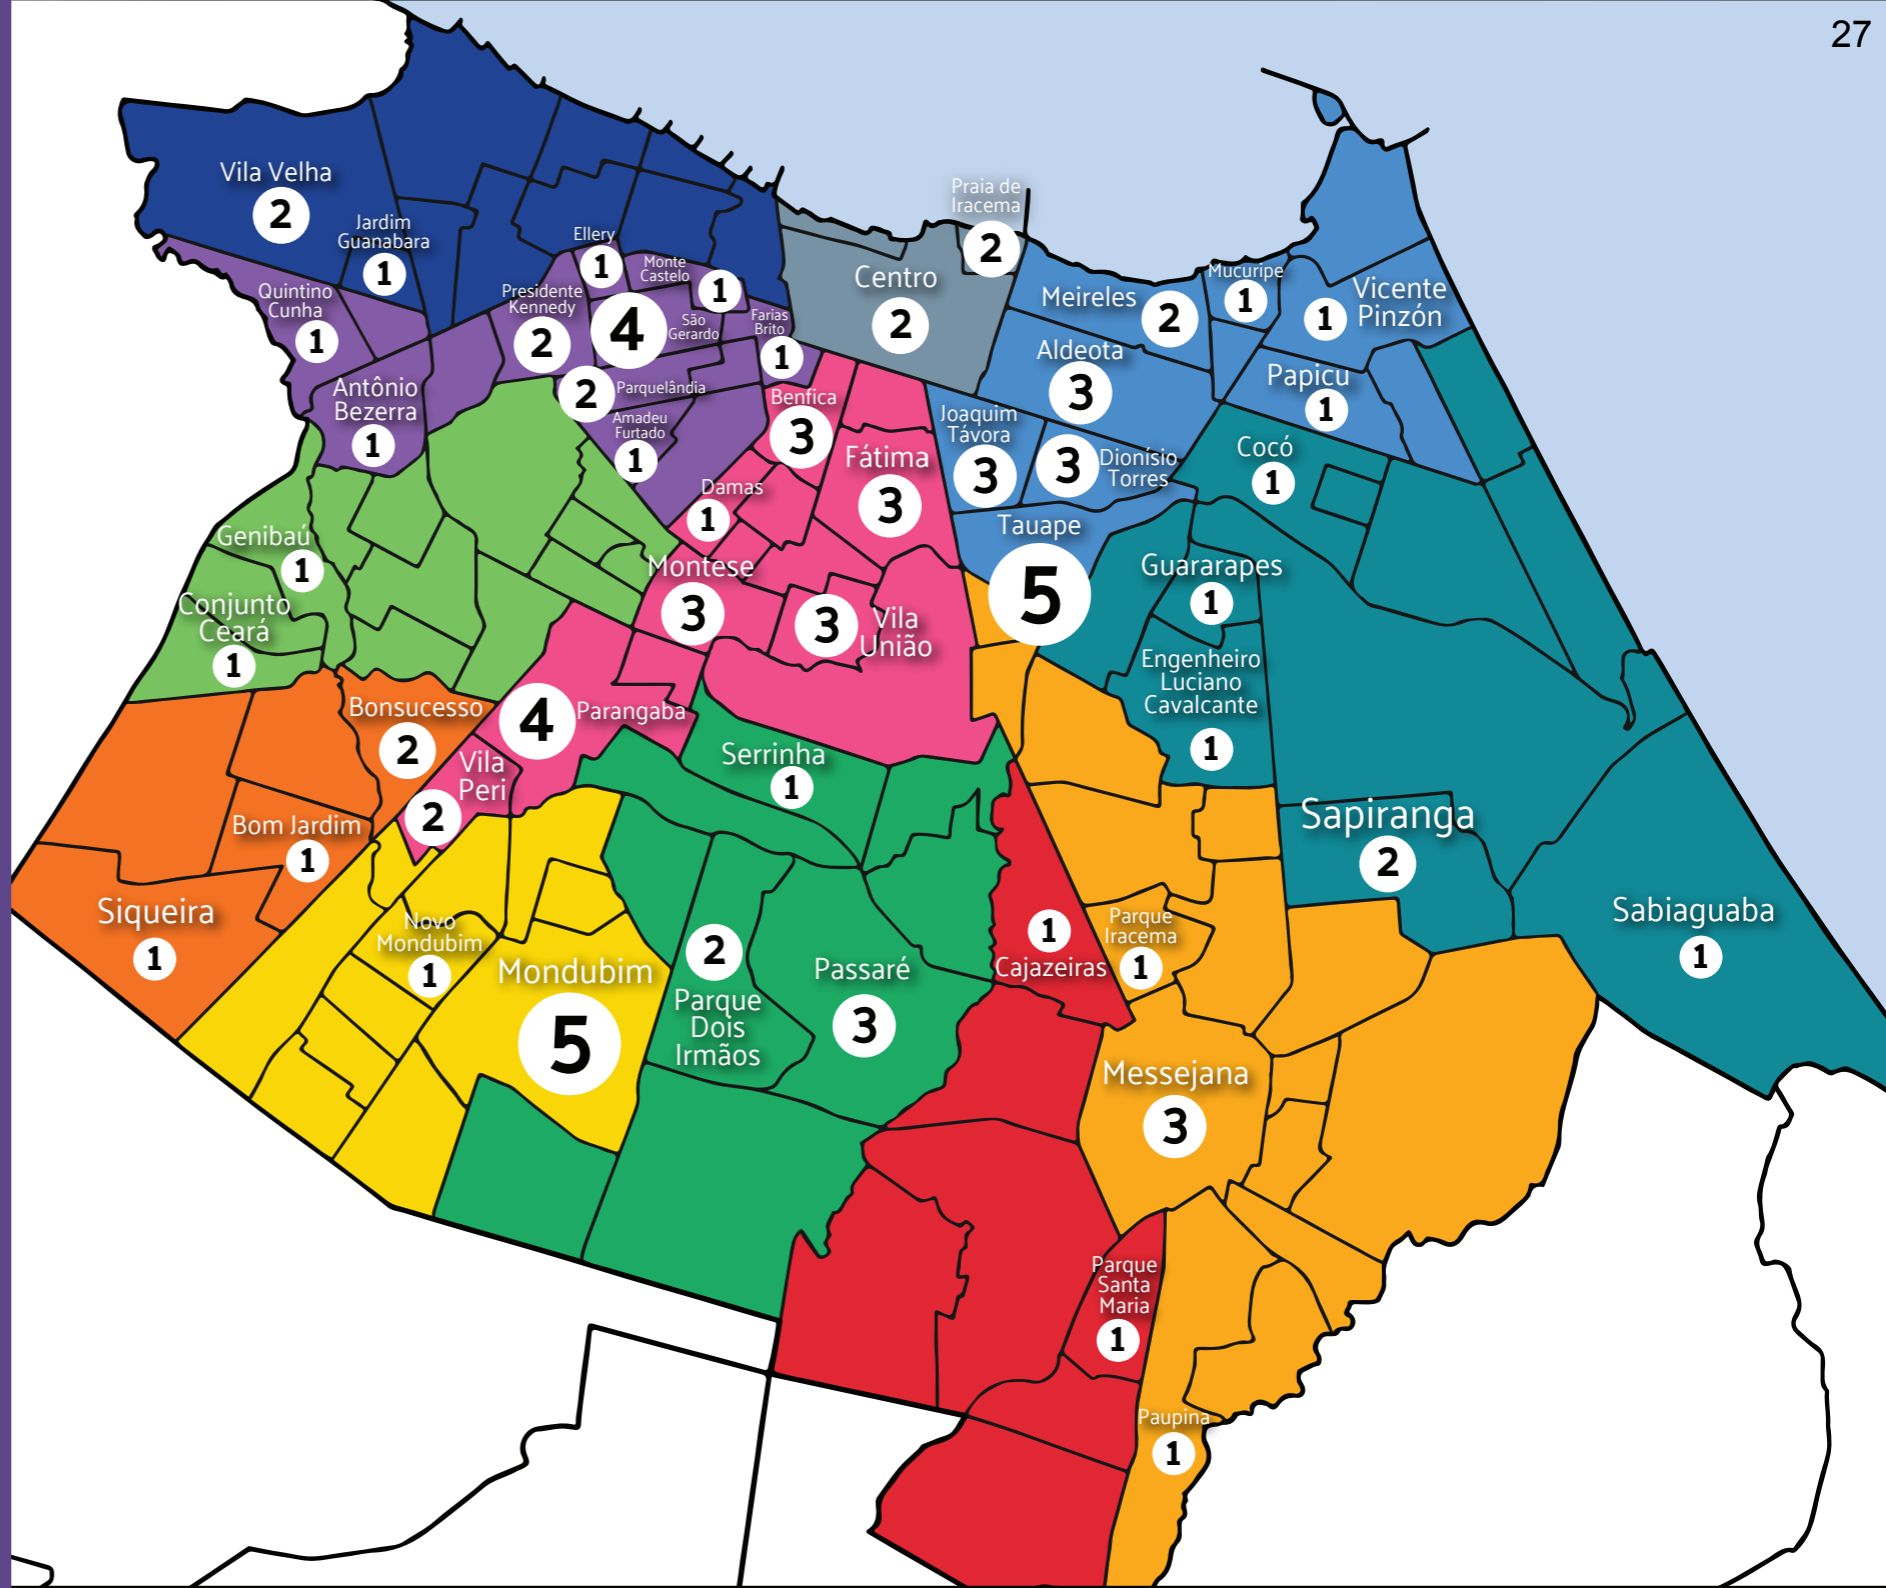 27
Vila Velha
2
Jardim
Guanabara
1
Quintino
Cunha
1
Antônio
Bezerra
1
Ellery
1
Monte
Castelo
1
Presidente
Kennedy
2
4
São
Gerardo
Farias
Brito
1
2
Parquelândia
Amadeu
Furtado
1
Centro
2
Praia de
Iracema
2
Meireles
2
Mucuripe
1
Vicente
Pinzón
1
Aldeota
3
Papicu
1
Joaquim
Távora
3
3
Dionísio
Torres
Cocó
1
Benfica
3
Fátima
3
Damas
1
Tauape
5
Guararapes
1
Genibaú
1
Conjunto
Ceará
1
Montese
3
3
Vila
União
Engenheiro
Luciano
Cavalcante
1
Bonsucesso
2
4
Parangaba
Vila
Peri
2
Serrinha
1
Bom Jardim
1
Siqueira
1
Sapiranga
2
Sabiaguaba
1
Novo
Mondubim
1
Mondubim
5
2
Parque
Dois
Irmãos
Passaré
3
1
Cajazeiras
Parque
Iracema
1
Messejana
3
Parque
Santa
Maria
1
Paupina
1